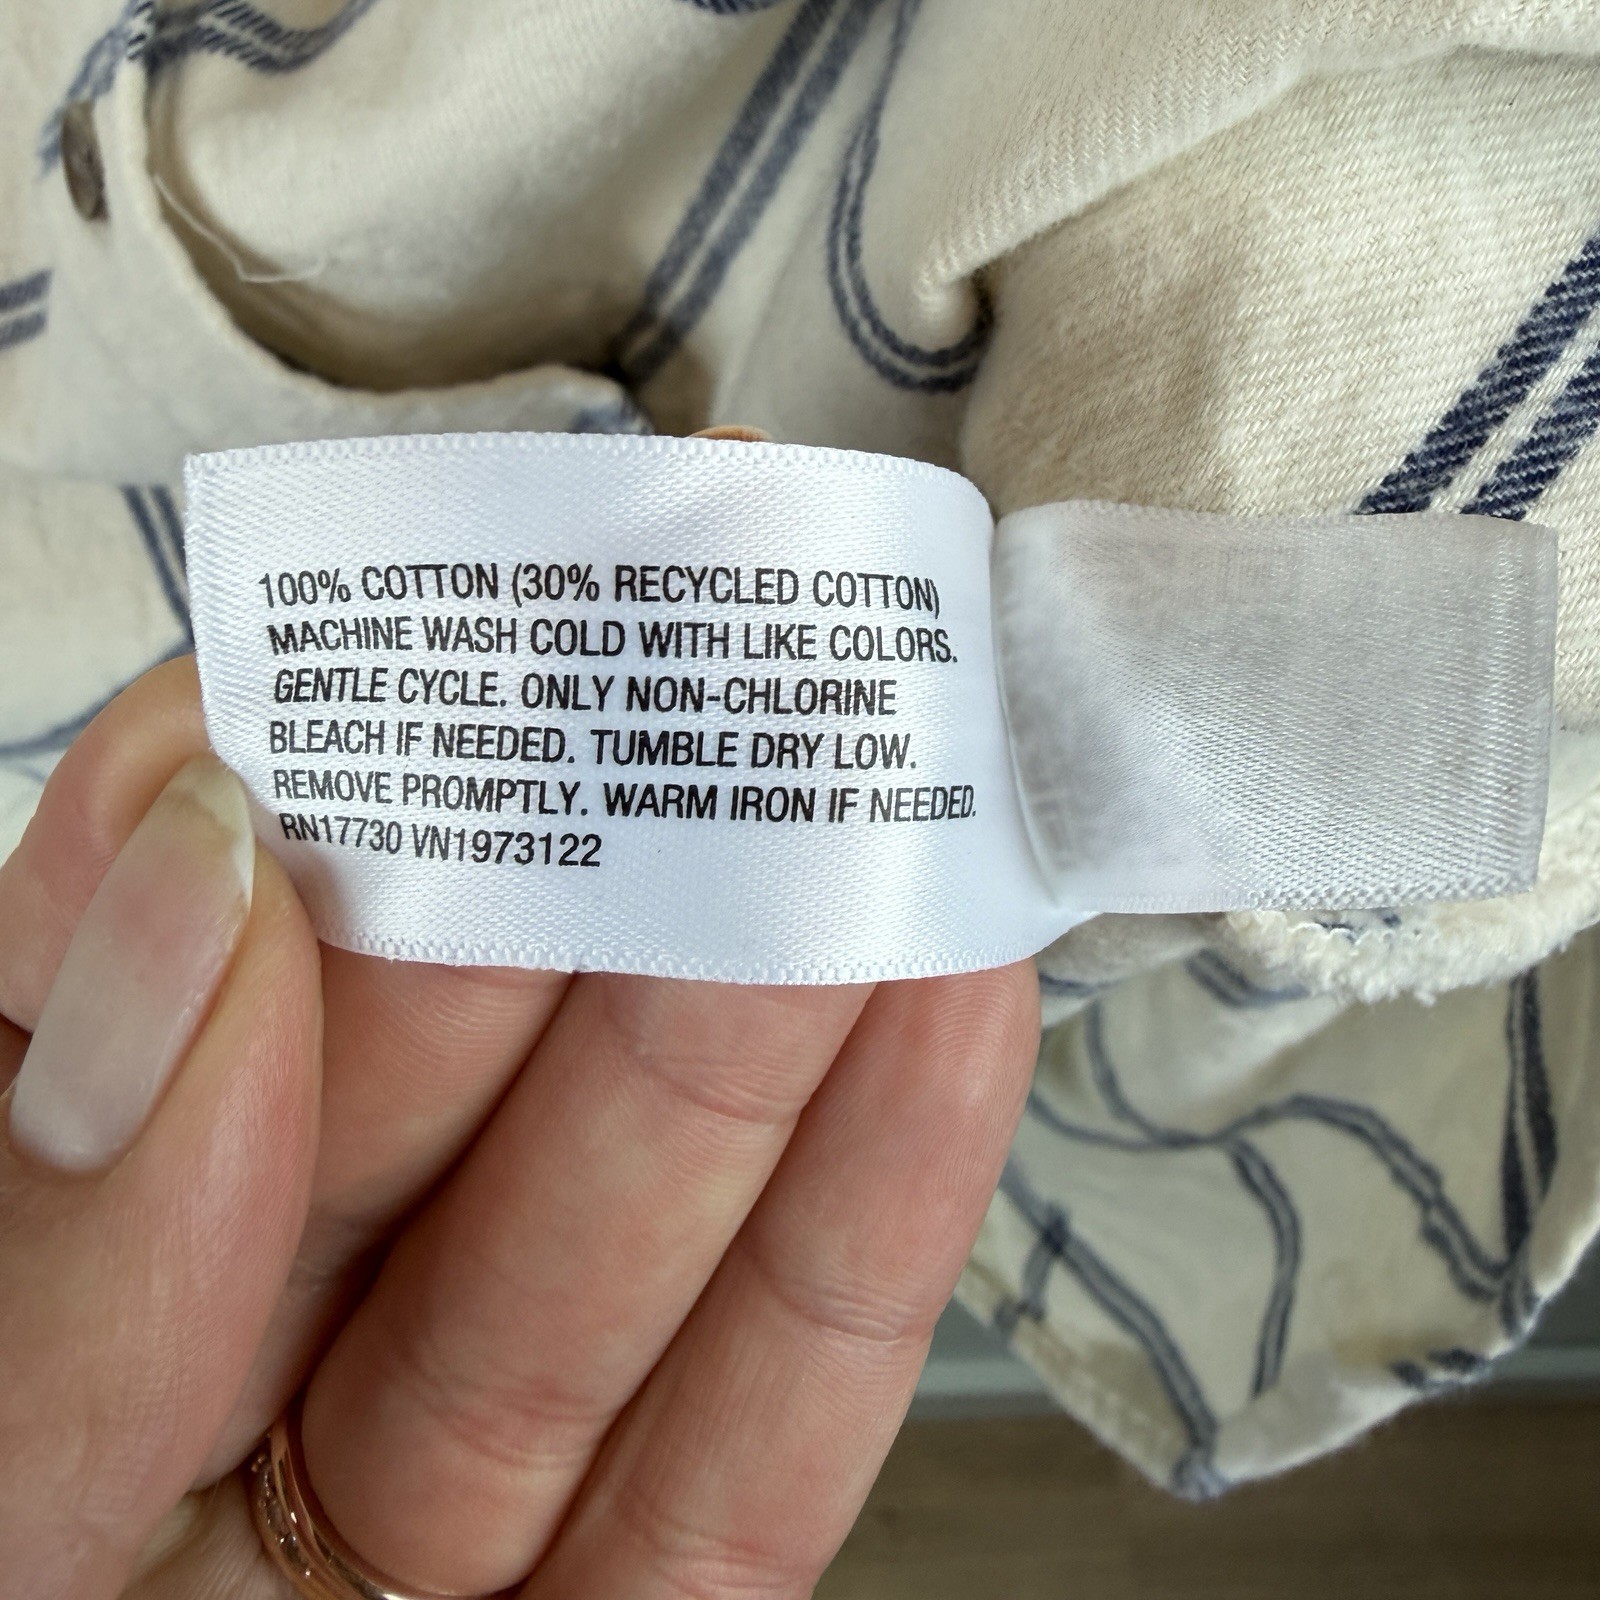 100% COTTON (30% RECYCLED COTTON)
MACHINE WASH COLD WITH LIKE COLORS.
GENTLE CYCLE. ONLY NON-CHLORINE
BLEACH IF NEEDED. TUMBLE DRY LOW.
REMOVE PROMPTLY. WARM IRON IF NEEDED.
RN17730 VN1973122